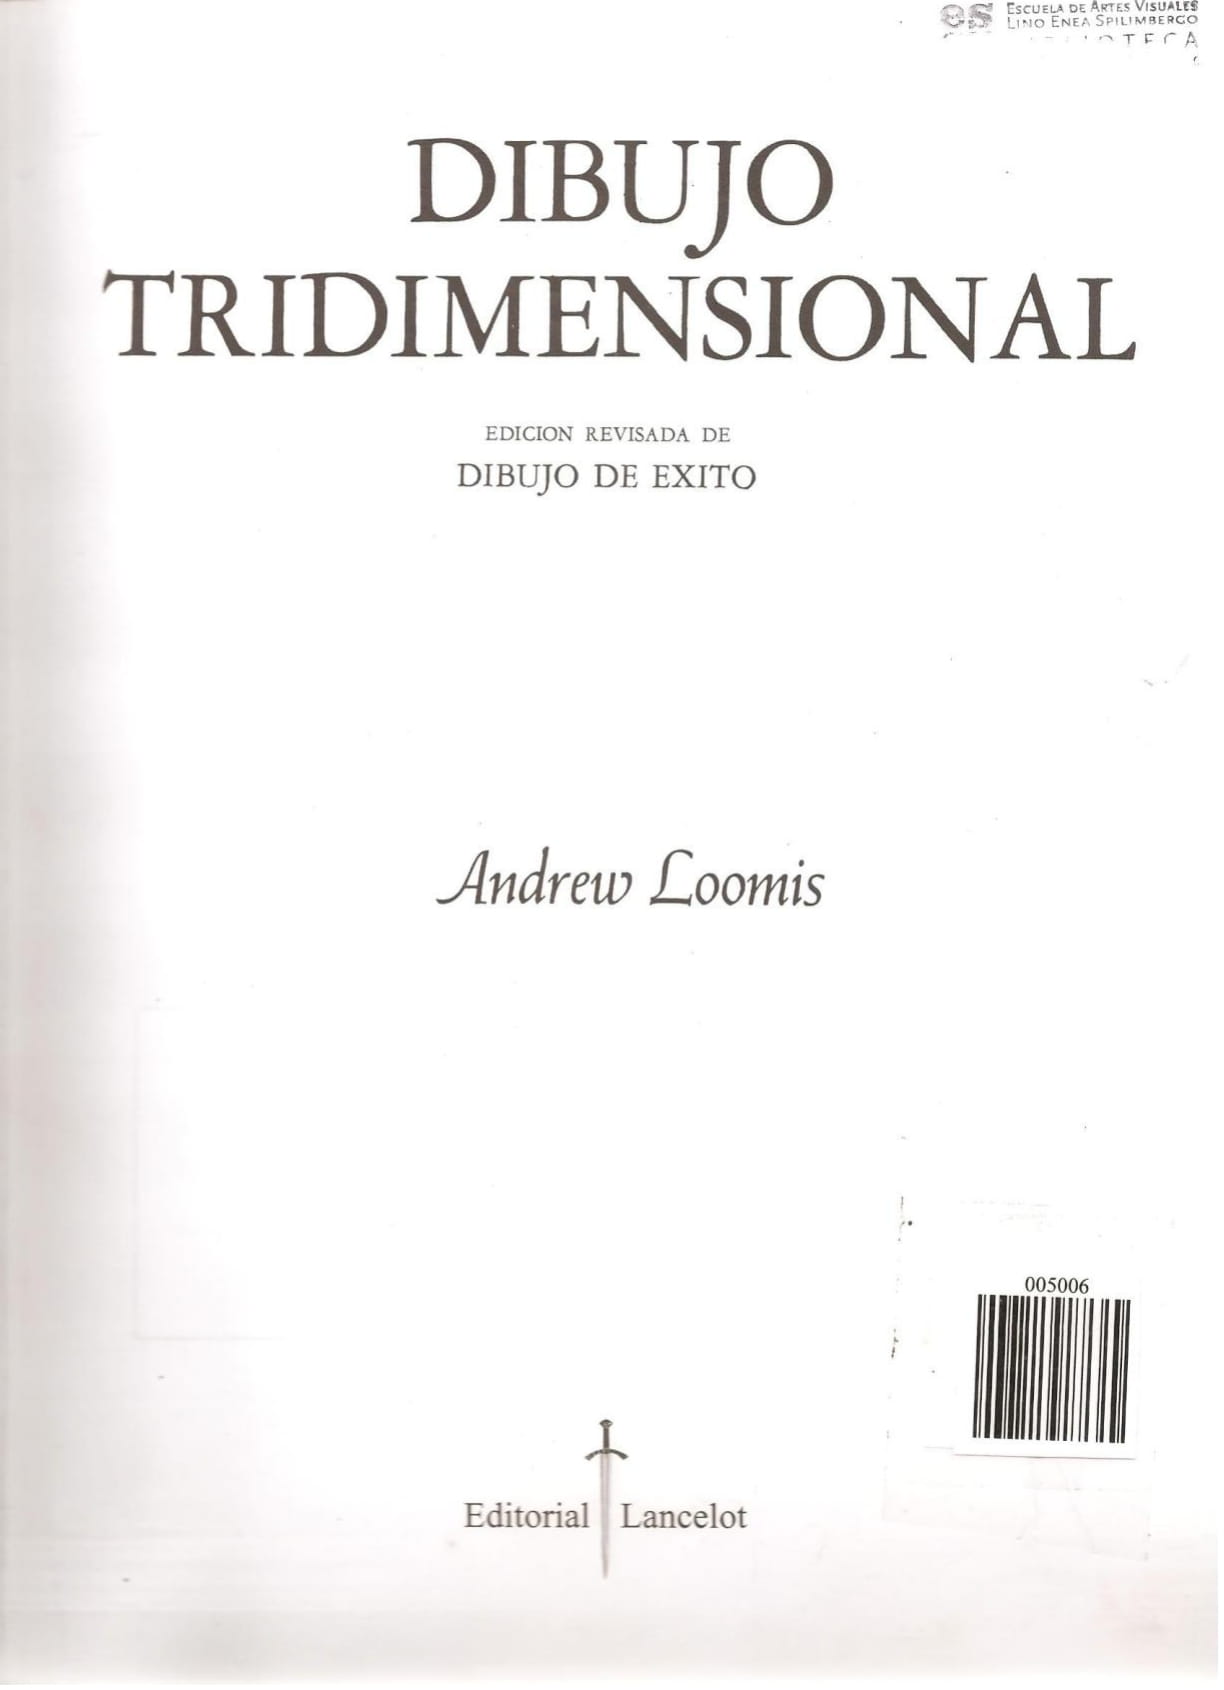 ESCUELA DE ARTES VISUALES
LINO ENEA SPILIMBERGO
DIBUJO
TRIDIMENSIONAL
EDICION REVISADA DE
DIBUJO DE EXITO
Andrew Loomis
005006
Editorial Lancelot